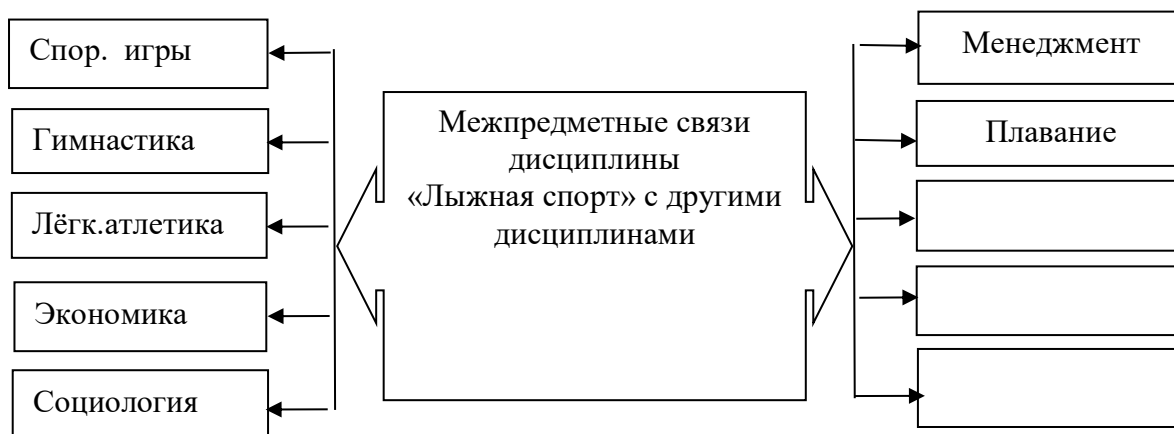 Спор. игры
Гимнастика
Лёгк.атлетика
Экономика
Социология
Межпредметные связи
дисциплины
«Лыжная спорт» с другими
дисциплинами
Менеджмент
Плавание